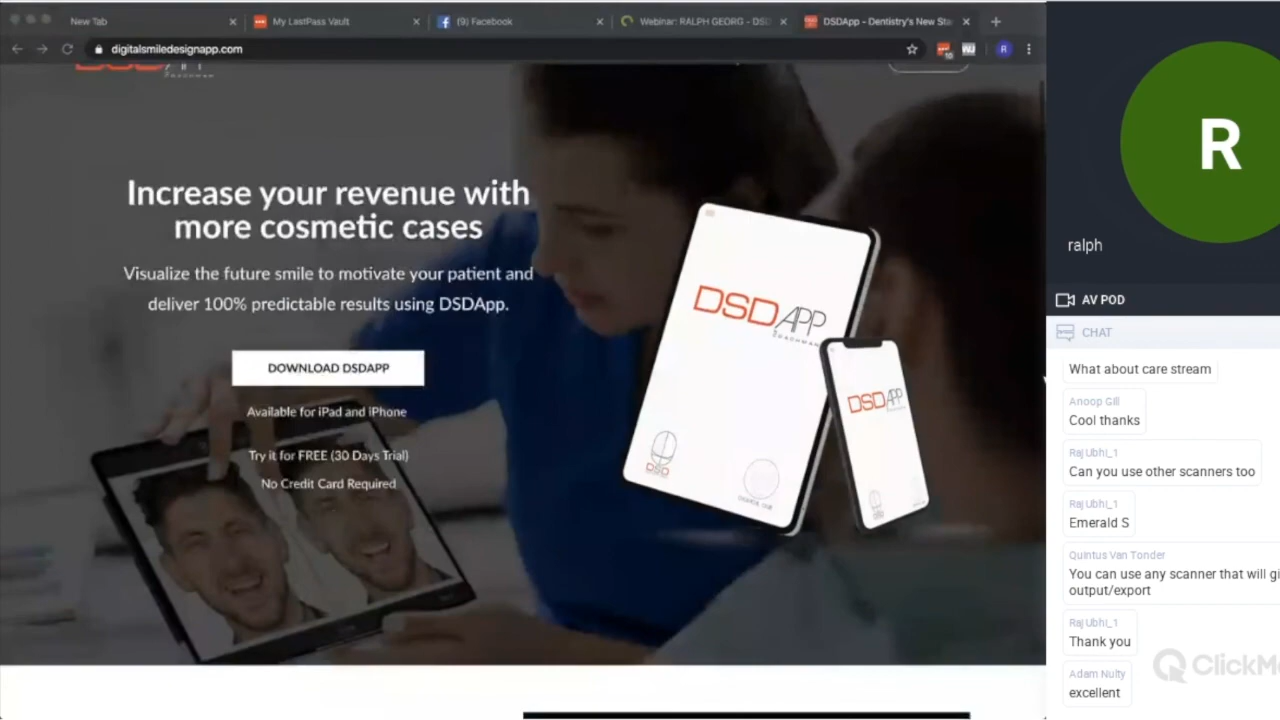 New Tab
My LastPass Vault
(9) Facebook
Webinar: RALPH GEORG - DSD
DSDApp - Dentistry's New Sta
digitalsmiledesignapp.com
R
Increase your revenue with
more cosmetic cases
Visualize the future smile to motivate your patient and
deliver 100% predictable results using DSDApp.
DOWNLOAD DSDAPP
Available for iPad and iPhone
Try it for FREE (30 Days Trial)
No Credit Card Required
DSDAPP
DSD
DSDAPP
R
ralph
AV POD
CHAT
What about care stream
Anoop Gill
Cool thanks
Raj Ubhi_1
Can you use other scanners too
Raj Ubhi_1
Emerald S
Quintus Van Tonder
You can use any scanner that will gi
output/export
Raj Ubhi_1
Thank you
Adam Nulty
excellent
ClickMe